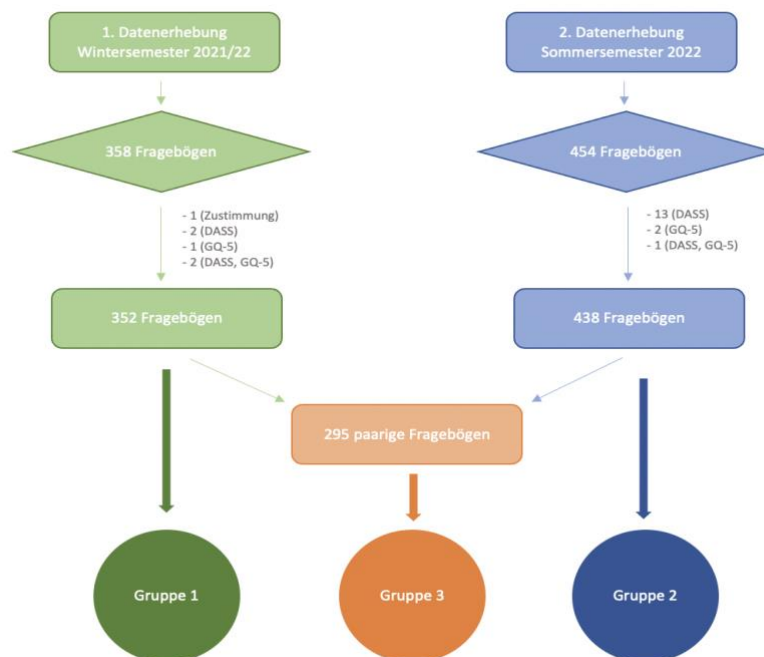 1. Datenerhebung
Wintersemester 2021/22
2. Datenerhebung
Sommersemester 2022
358 Fragebögen
454 Fragebögen
- 1 (Zustimmung)
- 2 (DASS)
- 1 (GQ-5)
- 2 (DASS, GQ-5)
- 13 (DASS)
- 2 (GQ-5)
- 1 (DASS, GQ-5)
352 Fragebögen
438 Fragebögen
295 paarige Fragebögen
Gruppe 1
Gruppe 3
Gruppe 2